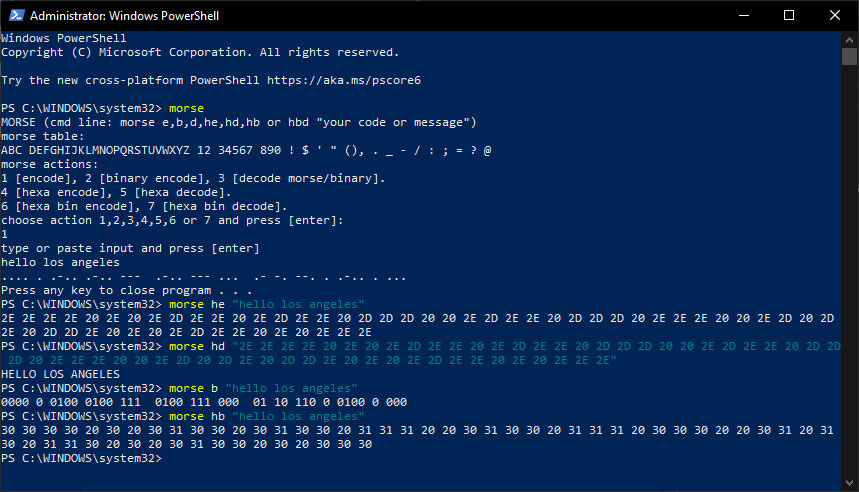 Administrator: Windows PowerShell
Windows PowerShell
Copyright (C) Microsoft Corporation. All rights reserved.
Try the new cross-platform PowerShell https://aka.ms/pscore6
PS C:\WINDOWS\system32> morse
MORSE (cmd line: morse e,b,d,he,hd,hb or hbd "your code or message")
morse table:
ABC DEFGHIJKLMNOPQRSTUVWXYZ 12 34567 890 ! $ ' " (), . _ - / : ; = ? @
morse actions:
1 [encode], 2 [binary encode], 3 [decode morse/binary].
4 [hexa encode], 5 [hexa decode].
6 [hexa bin encode], 7 [hexa bin decode].
choose action 1,2,3,4,5,6 or 7 and press [enter]:
1
type or paste input and press [enter]
hello los angeles
.... . .-.. .-.. ---  .-.. --- ...  .- -. --. . .-.. . ...
Press any key to close program . . .
PS C:\WINDOWS\system32> morse he "hello los angeles"
2E 2E 2E 2E 20 2E 20 2E 2D 2E 2E 20 2E 2D 2E 2E 20 2D 2D 2D 20 20 2E 2D 2E 2E 20 2D 2D 2D 20 2E 2E 2E 20 20 2E 2D 20 2D
2E 20 2D 2D 2E 20 2E 20 2E 2D 2E 2E 20 2E 20 2E 2E 2E
PS C:\WINDOWS\system32> morse hd "2E 2E 2E 2E 20 2E 20 2E 2D 2E 2E 20 2E 2D 2E 2E 20 2D 2D 2D 20 20 2E 2D 2E 2E 20 2D 2D
2D 20 2E 2E 2E 20 20 2E 2D 20 2D 2E 20 2D 2D 2E 20 2E 20 2E 2D 2E 2E 20 2E 20 2E 2E 2E"
HELLO LOS ANGELES
PS C:\WINDOWS\system32> morse b "hello los angeles"
0000 0 0100 0100 111  0100 111 000  01 10 110 0 0100 0 000
PS C:\WINDOWS\system32> morse hb "hello los angeles"
30 30 30 30 20 30 20 30 31 30 30 20 30 31 30 30 20 31 31 31 20 20 30 31 30 30 20 31 31 31 20 30 30 30 20 20 30 31 20 31
30 20 31 31 30 20 30 20 30 31 30 30 20 30 20 30 30 30
PS C:\WINDOWS\system32>